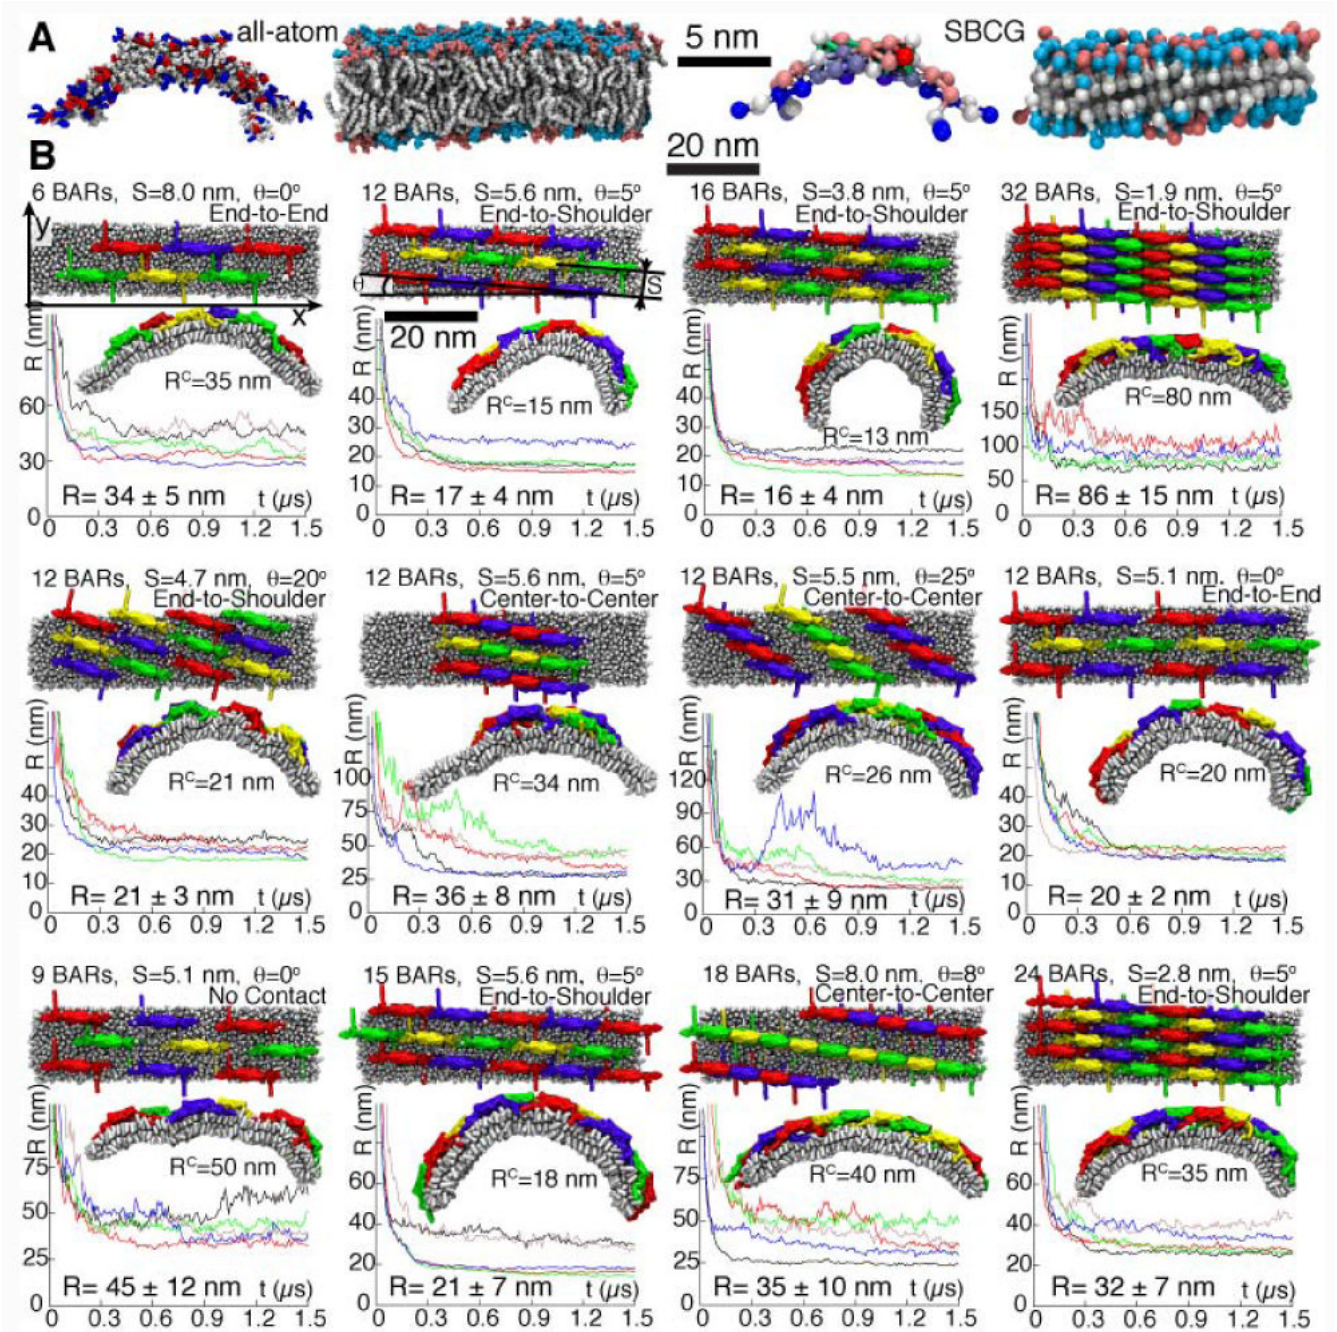 A
all-atom
5 nm
SBCG
B
20 nm
6 BARs, S=8.0 nm, θ=0°
End-to-End
y
x
R (nm)
60
30
0
RC=35 nm
R= 34 ± 5 nm t (µs)
0 0.3 0.6 0.9 1.2 1.5
12 BARs, S=5.6 nm, θ=5°
End-to-Shoulder
θ
S
20 nm
R (nm)
40
30
20
10
0
RC=15 nm
R= 17 ± 4 nm t (µs)
0 0.3 0.6 0.9 1.2 1.5
16 BARs, S=3.8 nm, θ=5°
End-to-Shoulder
R (nm)
40
30
20
10
0
RC=13 nm
R= 16 ± 4 nm t (µs)
0 0.3 0.6 0.9 1.2 1.5
32 BARs, S=1.9 nm, θ=5°
End-to-Shoulder
R (nm)
150
100
50
0
RC=80 nm
R= 86 ± 15 nm t (µs)
0 0.3 0.6 0.9 1.2 1.5
12 BARs, S=4.7 nm, θ=20°
End-to-Shoulder
R (nm)
40
30
20
10
0
RC=21 nm
R= 21 ± 3 nm t (µs)
0 0.3 0.6 0.9 1.2 1.5
12 BARs, S=5.6 nm, θ=5°
Center-to-Center
R (nm)
100
75
50
25
0
RC=34 nm
R= 36 ± 8 nm t (µs)
0 0.3 0.6 0.9 1.2 1.5
12 BARs, S=5.5 nm, θ=25°
Center-to-Center
R (nm)
120
90
60
30
0
RC=26 nm
R= 31 ± 9 nm t (µs)
0 0.3 0.6 0.9 1.2 1.5
12 BARs, S=5.1 nm, θ=0°
End-to-End
R (nm)
40
30
20
10
0
RC=20 nm
R= 20 ± 2 nm t (µs)
0 0.3 0.6 0.9 1.2 1.5
9 BARs, S=5.1 nm, θ=0°
No Contact
R (nm)
75
50
25
0
RC=50 nm
R= 45 ± 12 nm t (µs)
0 0.3 0.6 0.9 1.2 1.5
15 BARs, S=5.6 nm, θ=5°
End-to-Shoulder
R (nm)
60
40
20
0
RC=18 nm
R= 21 ± 7 nm t (µs)
0 0.3 0.6 0.9 1.2 1.5
18 BARs, S=8.0 nm, θ=8°
Center-to-Center
R (nm)
75
50
25
0
RC=40 nm
R= 35 ± 10 nm t (µs)
0 0.3 0.6 0.9 1.2 1.5
24 BARs, S=2.8 nm, θ=5°
End-to-Shoulder
R (nm)
60
40
20
0
RC=35 nm
R= 32 ± 7 nm t (µs)
0 0.3 0.6 0.9 1.2 1.5